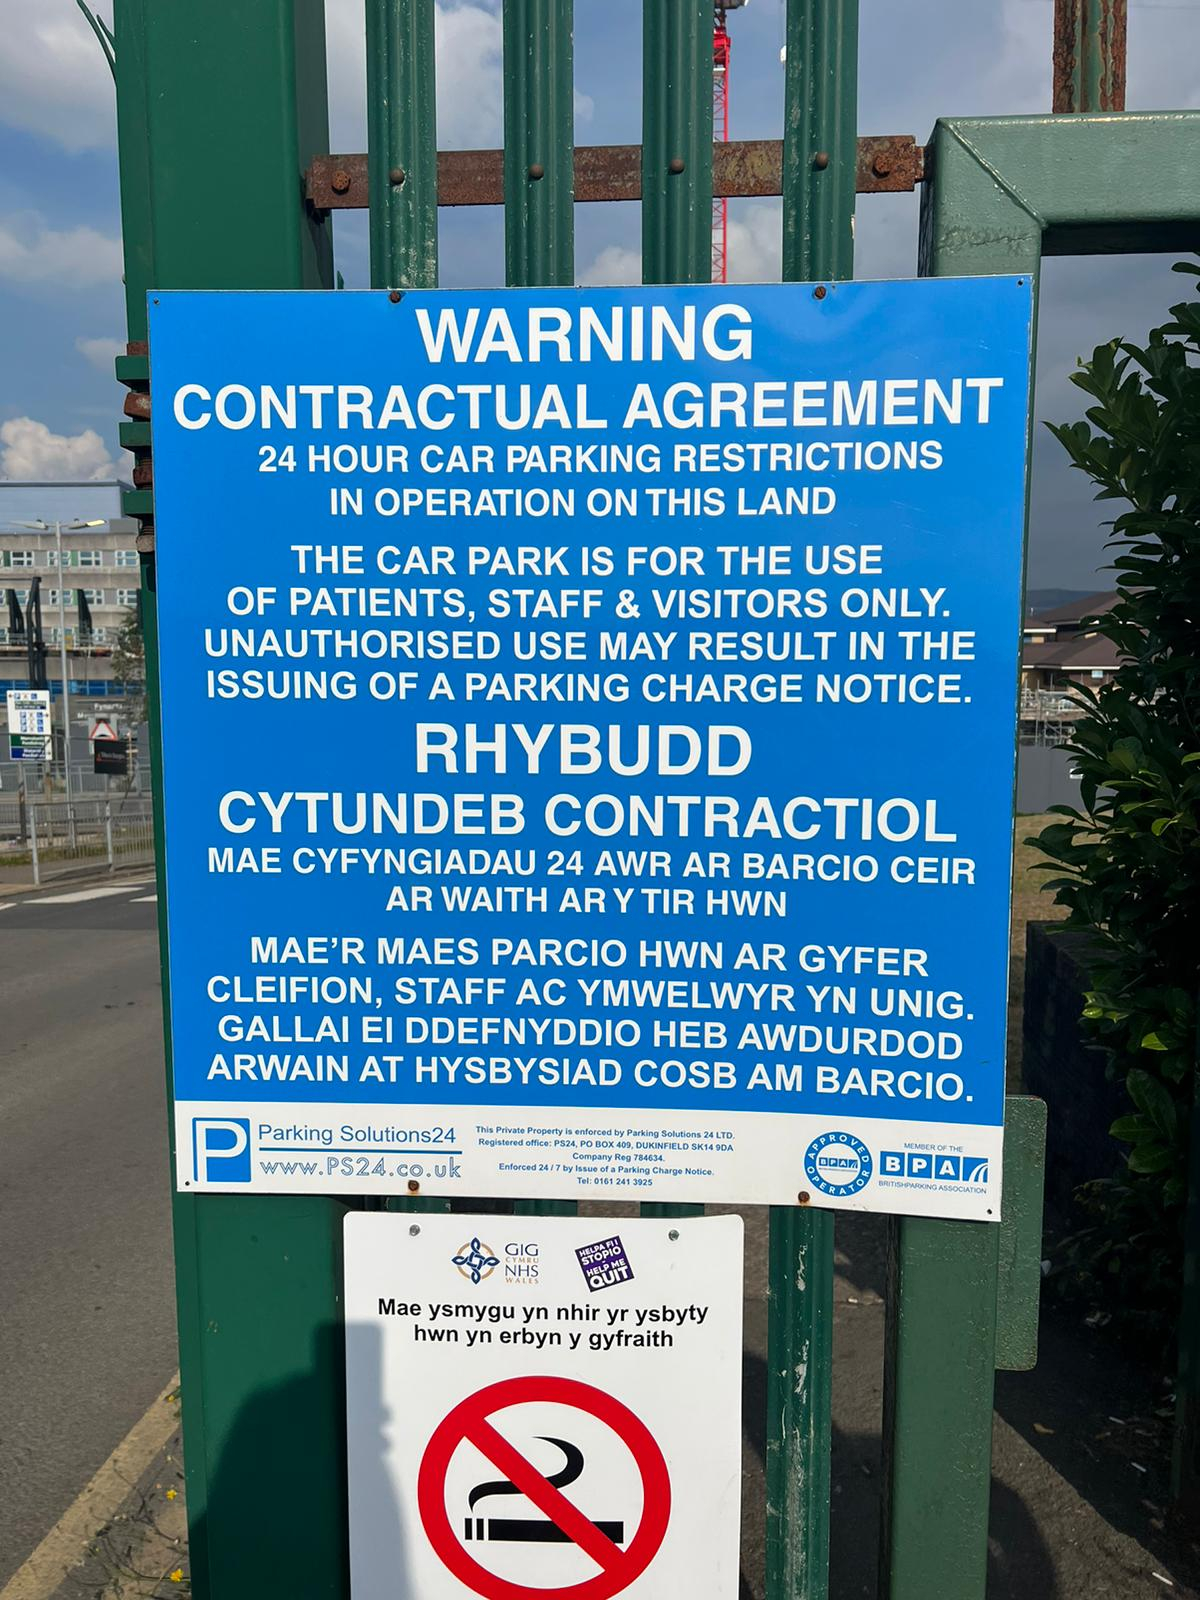 WARNING
CONTRACTUAL AGREEMENT
24 HOUR CAR PARKING RESTRICTIONS
IN OPERATION ON THIS LAND
THE CAR PARK IS FOR THE USE
OF PATIENTS, STAFF & VISITORS ONLY.
UNAUTHORISED USE MAY RESULT IN THE
ISSUING OF A PARKING CHARGE NOTICE.
RHYBUDD
CYTUNDEB CONTRACTIOL
MAE CYFYNGIADAU 24 AWR AR BARCIO CEIR
AR WAITH AR Y TIR HWN
MAE'R MAES PARCIO HWN AR GYFER
CLEIFION, STAFF AC YMWELWYR YN UNIG.
GALLAI EI DDEFNYDDIO HEB AWDURDOD
ARWAIN AT HYSBYSIAD COSB AM BARCIO.
P
Parking Solutions24
www.PS24.co.uk
This Private Property is enforced by Parking Solutions 24 LTD.
Registered office: PS24, PO BOX 409, DUKINFIELD SK14 9DA
Company Reg 784634.
Enforced 24 / 7 by Issue of a Parking Charge Notice.
Tel: 0161 241 3925
APPROVED OPERATOR
BPA
MEMBER OF THE
BPA
BRITISH PARKING ASSOCIATION
GIG
CYMRU
NHS
WALES
HELPA FI I
STOPIO
HELP ME
QUIT
Mae ysmygu yn nhir yr ysbyty
hwn yn erbyn y gyfraith